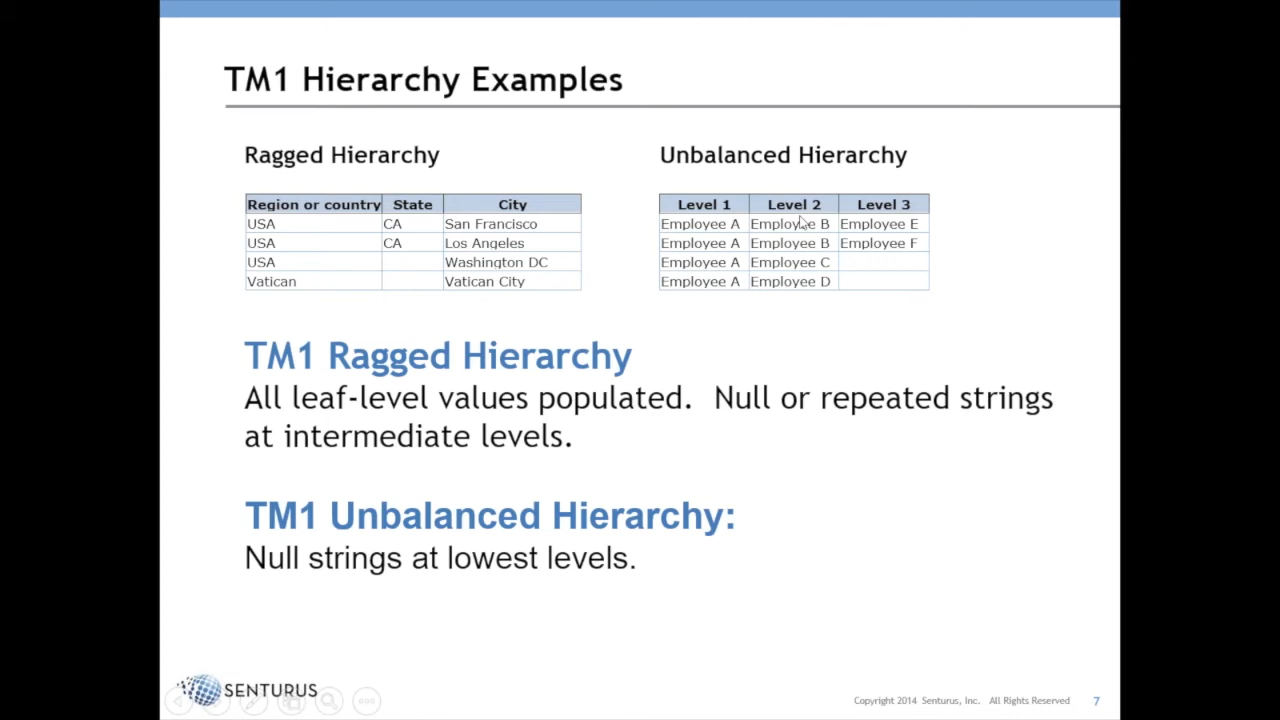 TM1 Hierarchy Examples
Ragged Hierarchy
Region or country State City
USA CA San Francisco
USA CA Los Angeles
USA Washington DC
Vatican Vatican City
Unbalanced Hierarchy
Level 1 Level 2 Level 3
Employee A Employee B Employee E
Employee A Employee B Employee F
Employee A Employee C
Employee A Employee D
TM1 Ragged Hierarchy
All leaf-level values populated. Null or repeated strings
at intermediate levels.
TM1 Unbalanced Hierarchy:
Null strings at lowest levels.
SENTURUS
Copyright 2014 Senturus, Inc. All Rights Reserved 7